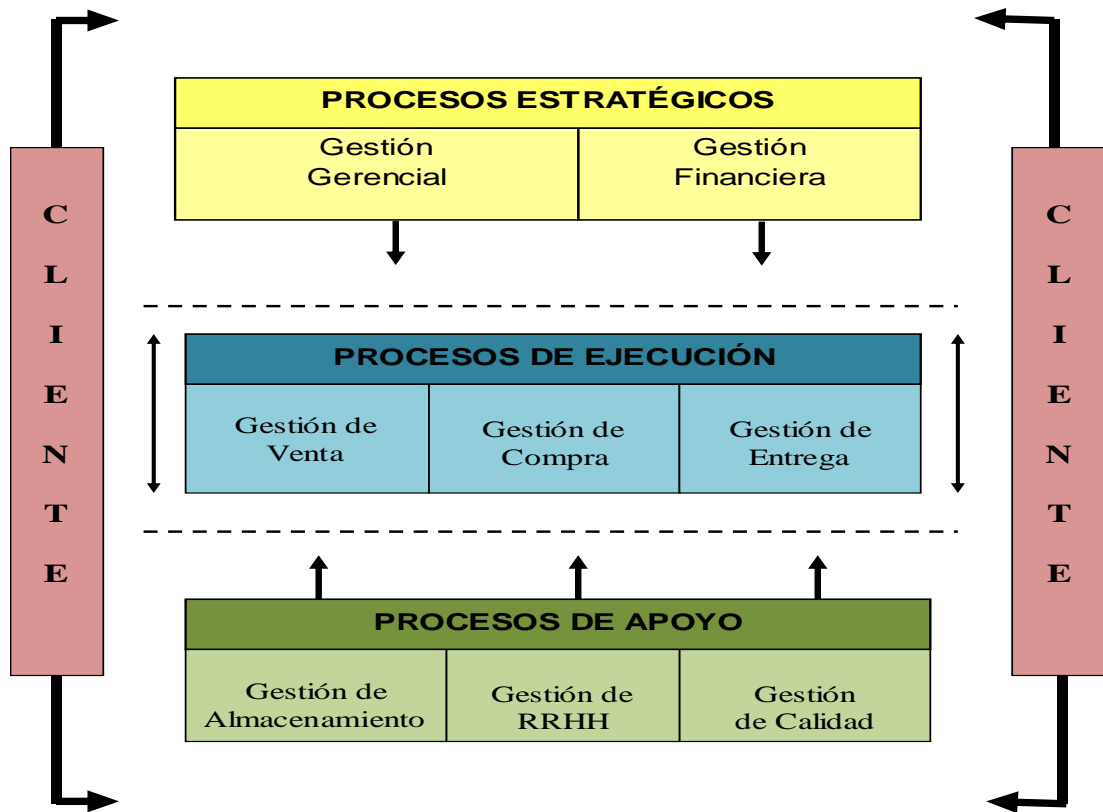 PROCESOS ESTRATÉGICOS
Gestión
Gerencial
Gestión
Financiera
C
L
I
E
N
T
E
PROCESOS DE EJECUCIÓN
Gestión de
Venta
Gestión de
Compra
Gestión de
Entrega
PROCESOS DE APOYO
Gestión de
Almacenamiento
Gestión de
RRHH
Gestión
de Calidad
C
L
I
E
N
T
E